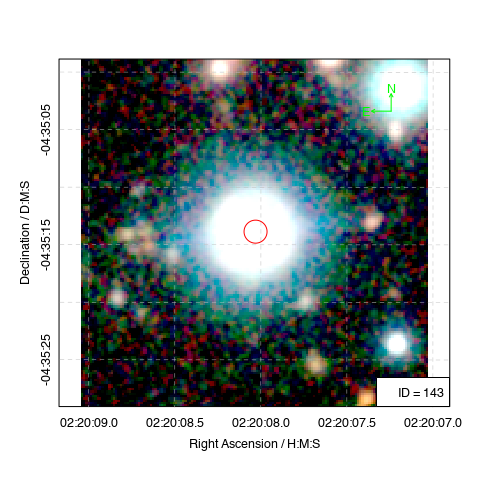 N
Declination / D:M:S
-04:35:05
-04:35:15
-04:35:25
ID = 143
02:20:09.0 02:20:08.5 02:20:08.0 02:20:07.5 02:20:07.0
Right Ascension / H:M:S